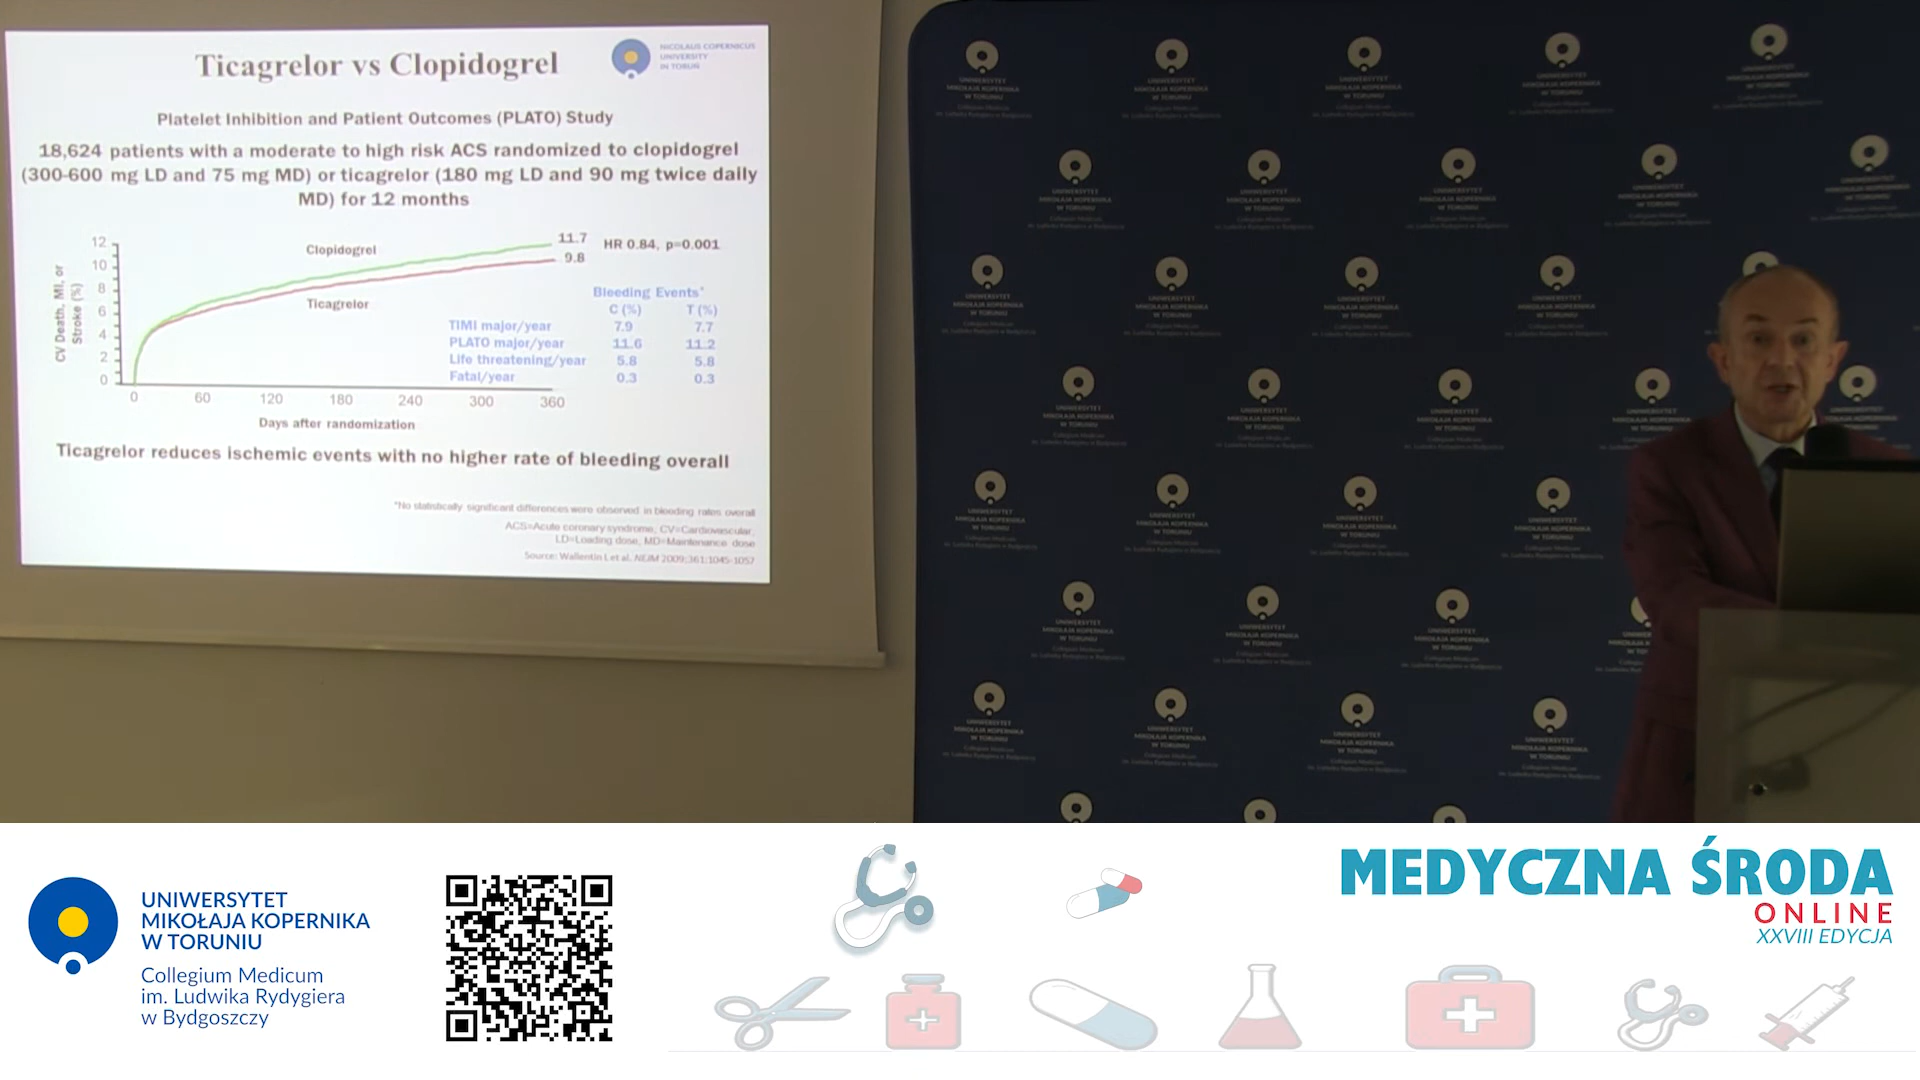 Ticagrelor vs Clopidogrel
NICOLAUS COPERNICUS
UNIVERSITY
IN TORUŃ
Platelet Inhibition and Patient Outcomes (PLATO) Study
18,624 patients with a moderate to high risk ACS randomized to clopidogrel
(300-600 mg LD and 75 mg MD) or ticagrelor (180 mg LD and 90 mg twice daily
MD) for 12 months
CV Death, MI, or
Stroke (%)
12
10
8
6
4
2
0
Clopidogrel
Ticagrelor
11.7
9.8
HR 0.84, p=0.001
Bleeding Events*
C (%) T (%)
TIMI major/year 7.9 7.7
PLATO major/year 11.6 11.2
Life threatening/year 5.8 5.8
Fatal/year 0.3 0.3
0 60 120 180 240 300 360
Days after randomization
Ticagrelor reduces ischemic events with no higher rate of bleeding overall
*No statistically significant differences were observed in bleeding rates overall
ACS=Acute coronary syndrome, CV=Cardiovascular,
LD=Loading dose, MD=Maintenance dose
Source: Wallentin L et al. NEJM 2009;361:1045-1057
UNIWERSYTET
MIKOŁAJA KOPERNIKA
W TORUNIU
Collegium Medicum
im. Ludwika Rydygiera
w Bydgoszczy
MEDYCZNA ŚRODA
ONLINE
XXVIII EDYCJA